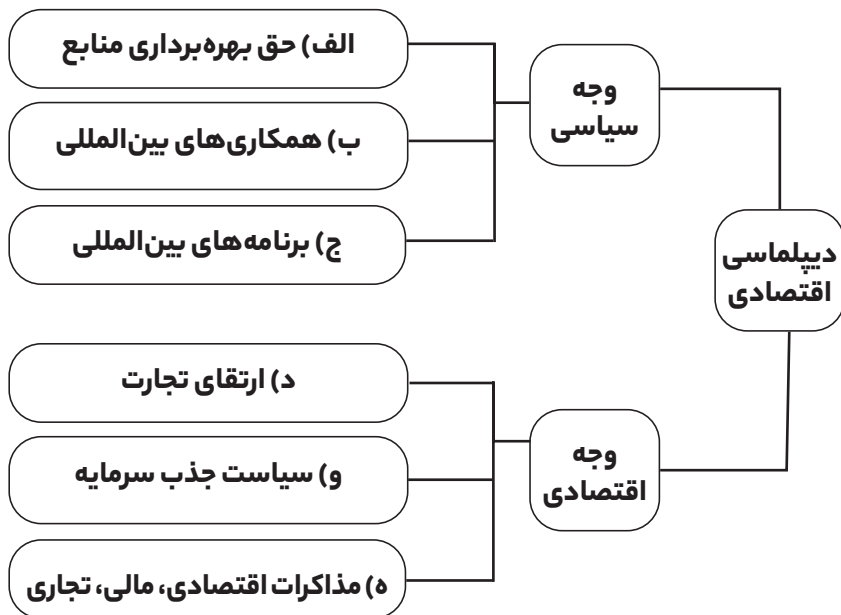 دیپلماسی
اقتصادی
وجه
سیاسی
الف) حق بهره‌برداری منابع
ب) همکاری‌های بین‌المللی
ج) برنامه‌های بین‌المللی
وجه
اقتصادی
د) ارتقای تجارت
و) سیاست جذب سرمایه
ه) مذاکرات اقتصادی، مالی، تجاری